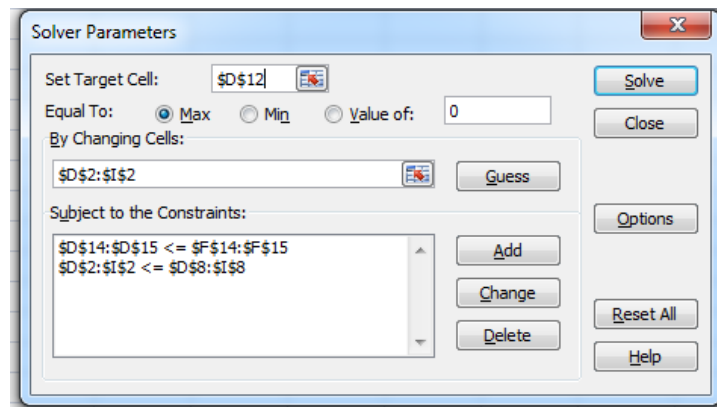 Solver Parameters
x
Set Target Cell: $D$12 Solve
Equal To: Max Min Value of: 0 Close
By Changing Cells:
$D$2:$I$2 Guess
Subject to the Constraints: Options
$D$14:$D$15 <= $F$14:$F$15 Add
$D$2:$I$2 <= $D$8:$I$8
Change
Reset All
Delete
Help